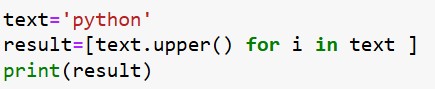 text='python'
result=[text.upper() for i in text ]
print(result)